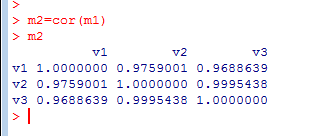 >
> m2=cor(m1)
> m2
v1 v2 v3
v1 1.0000000 0.9759001 0.9688639
v2 0.9759001 1.0000000 0.9995438
v3 0.9688639 0.9995438 1.0000000
>